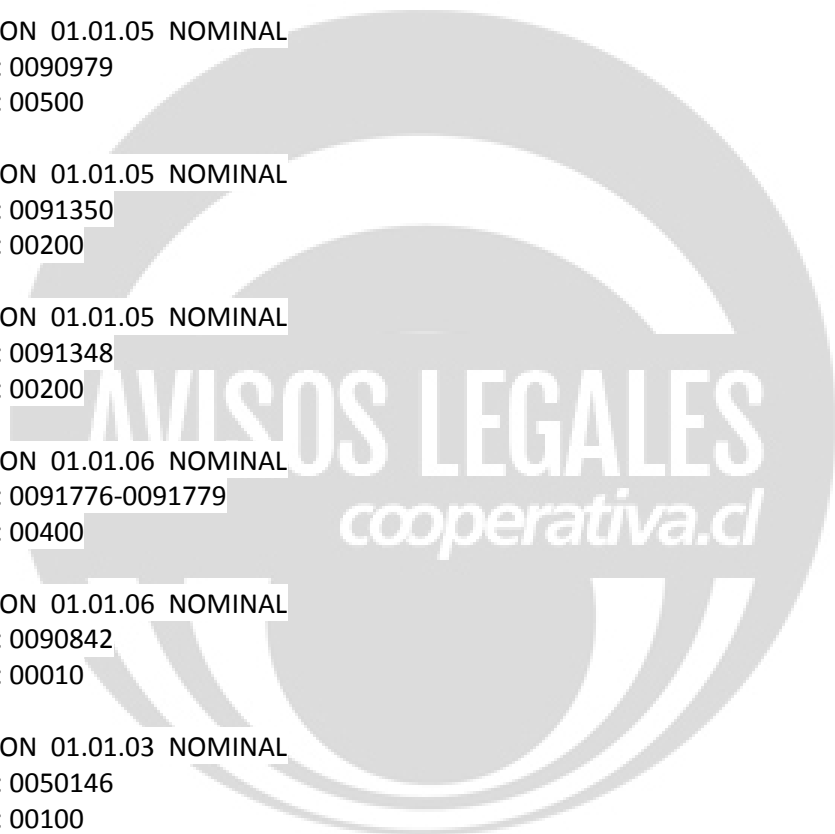 ON 01.01.05 NOMINAL
: 0090979
: 00500
ON 01.01.05 NOMINAL
: 0091350
: 00200
ON 01.01.05 NOMINAL
: 0091348
: 00200
AVISOS LEGALES
cooperativa.cl
ON 01.01.06 NOMINAL
: 0091776-0091779
: 00400
ON 01.01.06 NOMINAL
: 0090842
: 00010
ON 01.01.03 NOMINAL
: 0050146
: 00100